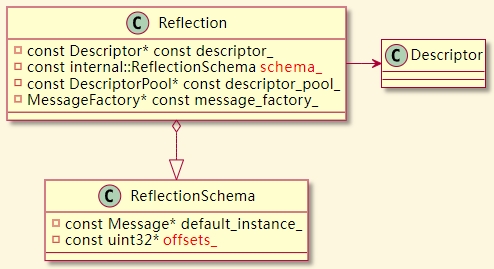 C Reflection
const Descriptor* const descriptor_
const internal::ReflectionSchema schema_
const DescriptorPool* const descriptor_pool_
MessageFactory* const message_factory_
C Descriptor
C ReflectionSchema
const Message* default_instance_
const uint32* offsets_